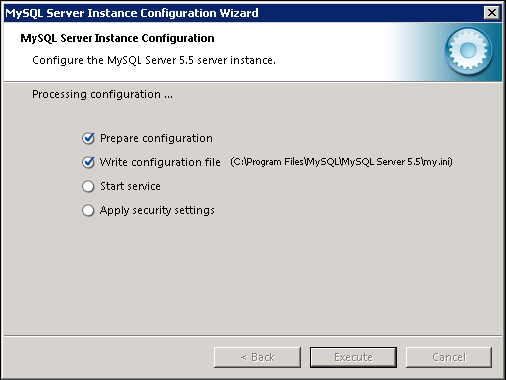 MySQL Server Instance Configuration Wizard
MySQL Server Instance Configuration
Configure the MySQL Server 5.5 server instance.
Processing configuration ...
Prepare configuration
Write configuration file (C:\Program Files\MySQL\MySQL Server 5.5\my.ini)
Start service
Apply security settings
< Back Execute Cancel